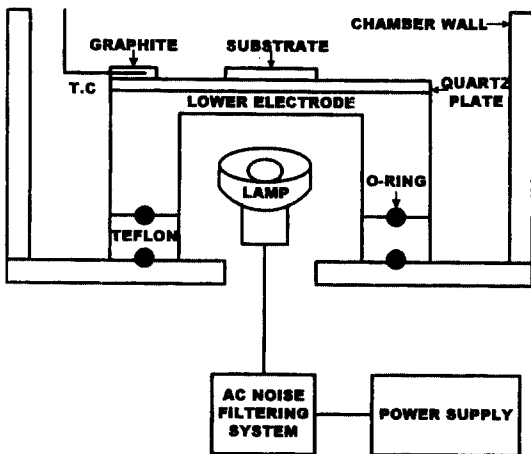 CHAMBER WALL
GRAPHITE
SUBSTRATE
T.C
QUARTZ
PLATE
LOWER ELECTRODE
LAMP
O-RING
TEFLON
AC NOISE
FILTERING
SYSTEM
POWER SUPPLY